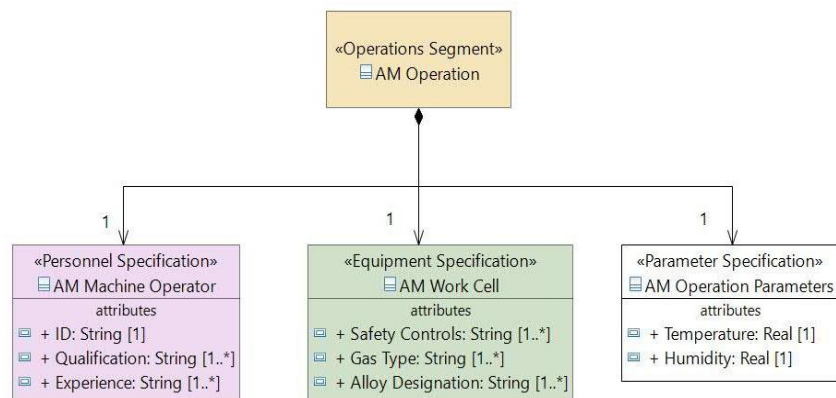 «Operations Segment»
AM Operation
1
1
1
«Personnel Specification»
AM Machine Operator
attributes
+ ID: String [1]
+ Qualification: String [1..*]
+ Experience: String [1..*]
«Equipment Specification»
AM Work Cell
attributes
+ Safety Controls: String [1..*]
+ Gas Type: String [1..*]
+ Alloy Designation: String [1..*]
«Parameter Specification»
AM Operation Parameters
attributes
+ Temperature: Real [1]
+ Humidity: Real [1]